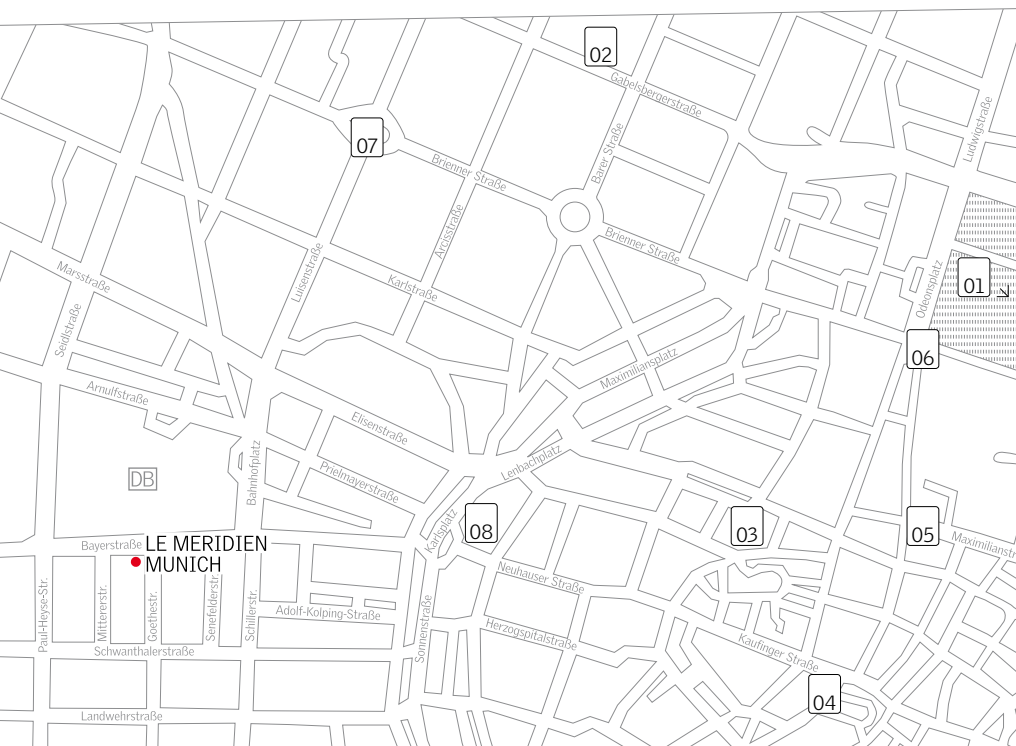 02
Gabelsbergerstraße
Ludwigstraße
07
Brienner Straße
Barer Straße
Arcisstraße
Brienner Straße
Marsstraße
Luisenstraße
Karlstraße
Odeonsplatz
01
Seidlstraße
06
Maximiliansplatz
Arnulfstraße
Elisenstraße
Bahnhofplatz
Lenbachplatz
DB
Prielmayerstraße
Karlsplatz
08
03
05
Maximilianstr
Bayerstraße
LE MERIDIEN
MUNICH
Neuhauser Straße
Paul-Heyse-Str.
Mittererstr.
Goethestr.
Senefelderstr.
Schillerstr.
Adolf-Kolping-Straße
Sonnenstraße
Herzogspitalstraße
Kaufinger Straße
Schwanthalerstraße
04
Landwehrstraße